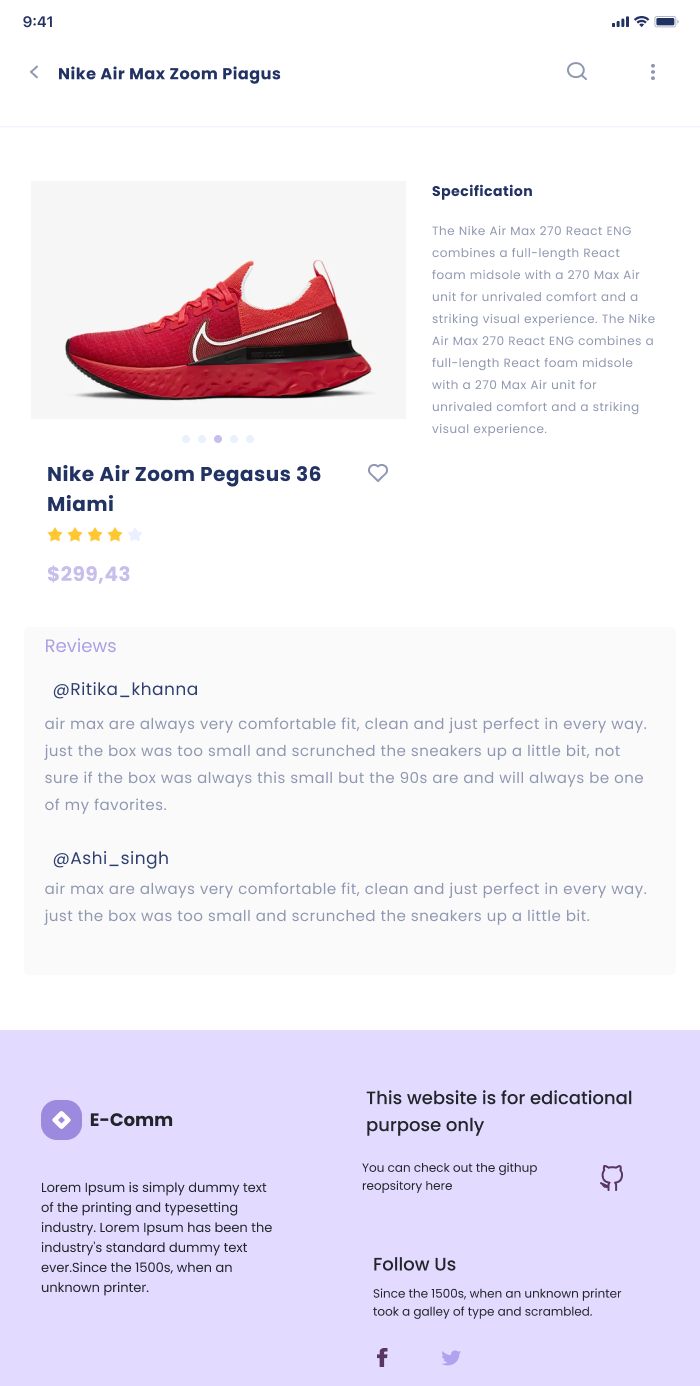 9:41
Nike Air Max Zoom Piagus
Specification
The Nike Air Max 270 React ENG
combines a full-length React
foam midsole with a 270 Max Air
unit for unrivaled comfort and a
striking visual experience. The Nike
Air Max 270 React ENG combines a
full-length React foam midsole
with a 270 Max Air unit for
unrivaled comfort and a striking
visual experience.
Nike Air Zoom Pegasus 36
Miami
$299,43
Reviews
@Ritika_khanna
air max are always very comfortable fit, clean and just perfect in every way.
just the box was too small and scrunched the sneakers up a little bit, not
sure if the box was always this small but the 90s are and will always be one
of my favorites.
@Ashi_singh
air max are always very comfortable fit, clean and just perfect in every way.
just the box was too small and scrunched the sneakers up a little bit.
E-Comm
Lorem Ipsum is simply dummy text
of the printing and typesetting
industry. Lorem Ipsum has been the
industry's standard dummy text
ever.Since the 1500s, when an
unknown printer.
This website is for edicational
purpose only
You can check out the githup
reopsitory here
Follow Us
Since the 1500s, when an unknown printer
took a galley of type and scrambled.